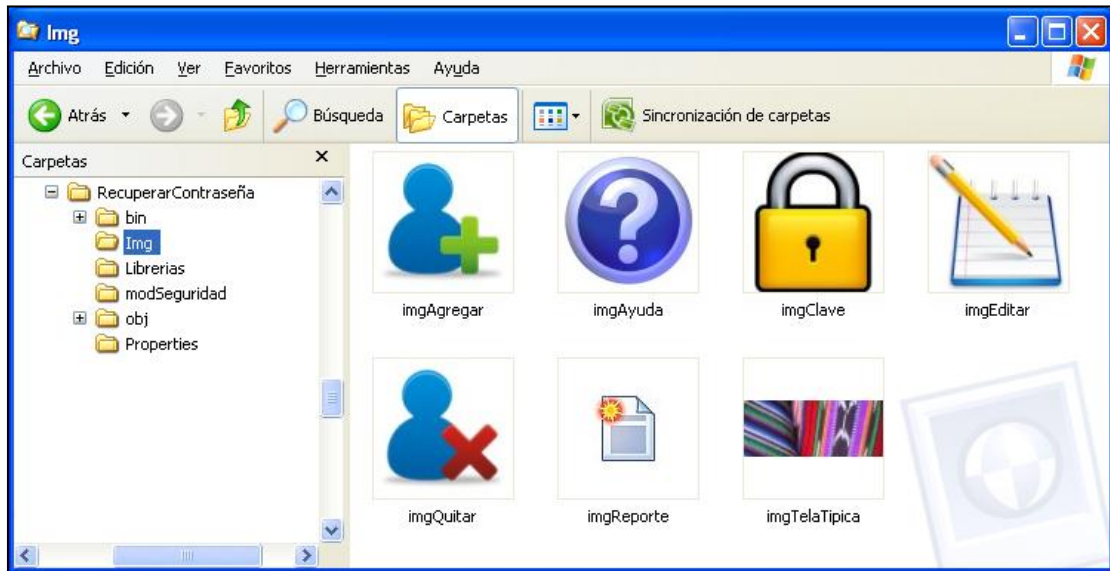 Img
Archivo Edición Ver Favoritos Herramientas Ayuda
Atrás Búsqueda Carpetas Sincronización de carpetas
Carpetas
RecuperarContraseña
bin
Img
Librerias
modSeguridad
obj
Properties
imgAgregar imgAyuda imgClave imgEditar
imgQuitar imgReporte imgTelaTipica